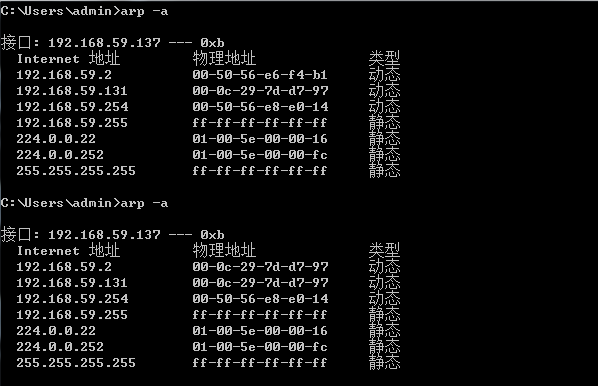 C:\Users\admin>arp -a
接口: 192.168.59.137 --- 0xb
Internet 地址 物理地址 类型
192.168.59.2 00-50-56-e6-f4-b1 动态
192.168.59.131 00-0c-29-7d-d7-97 动态
192.168.59.254 00-50-56-e8-e0-14 动态
192.168.59.255 ff-ff-ff-ff-ff-ff 静态
224.0.0.22 01-00-5e-00-00-16 静态
224.0.0.252 01-00-5e-00-00-fc 静态
255.255.255.255 ff-ff-ff-ff-ff-ff 静态
C:\Users\admin>arp -a
接口: 192.168.59.137 --- 0xb
Internet 地址 物理地址 类型
192.168.59.2 00-0c-29-7d-d7-97 动态
192.168.59.131 00-0c-29-7d-d7-97 动态
192.168.59.254 00-50-56-e8-e0-14 动态
192.168.59.255 ff-ff-ff-ff-ff-ff 静态
224.0.0.22 01-00-5e-00-00-16 静态
224.0.0.252 01-00-5e-00-00-fc 静态
255.255.255.255 ff-ff-ff-ff-ff-ff 静态